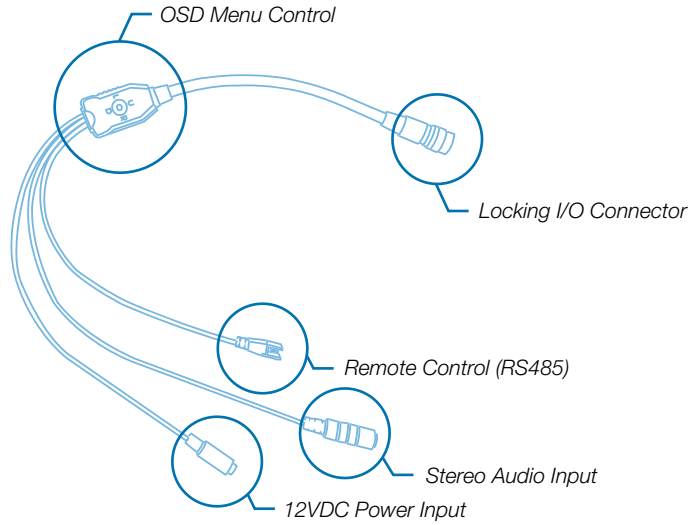 OSD Menu Control
Locking I/O Connector
Remote Control (RS485)
Stereo Audio Input
12VDC Power Input